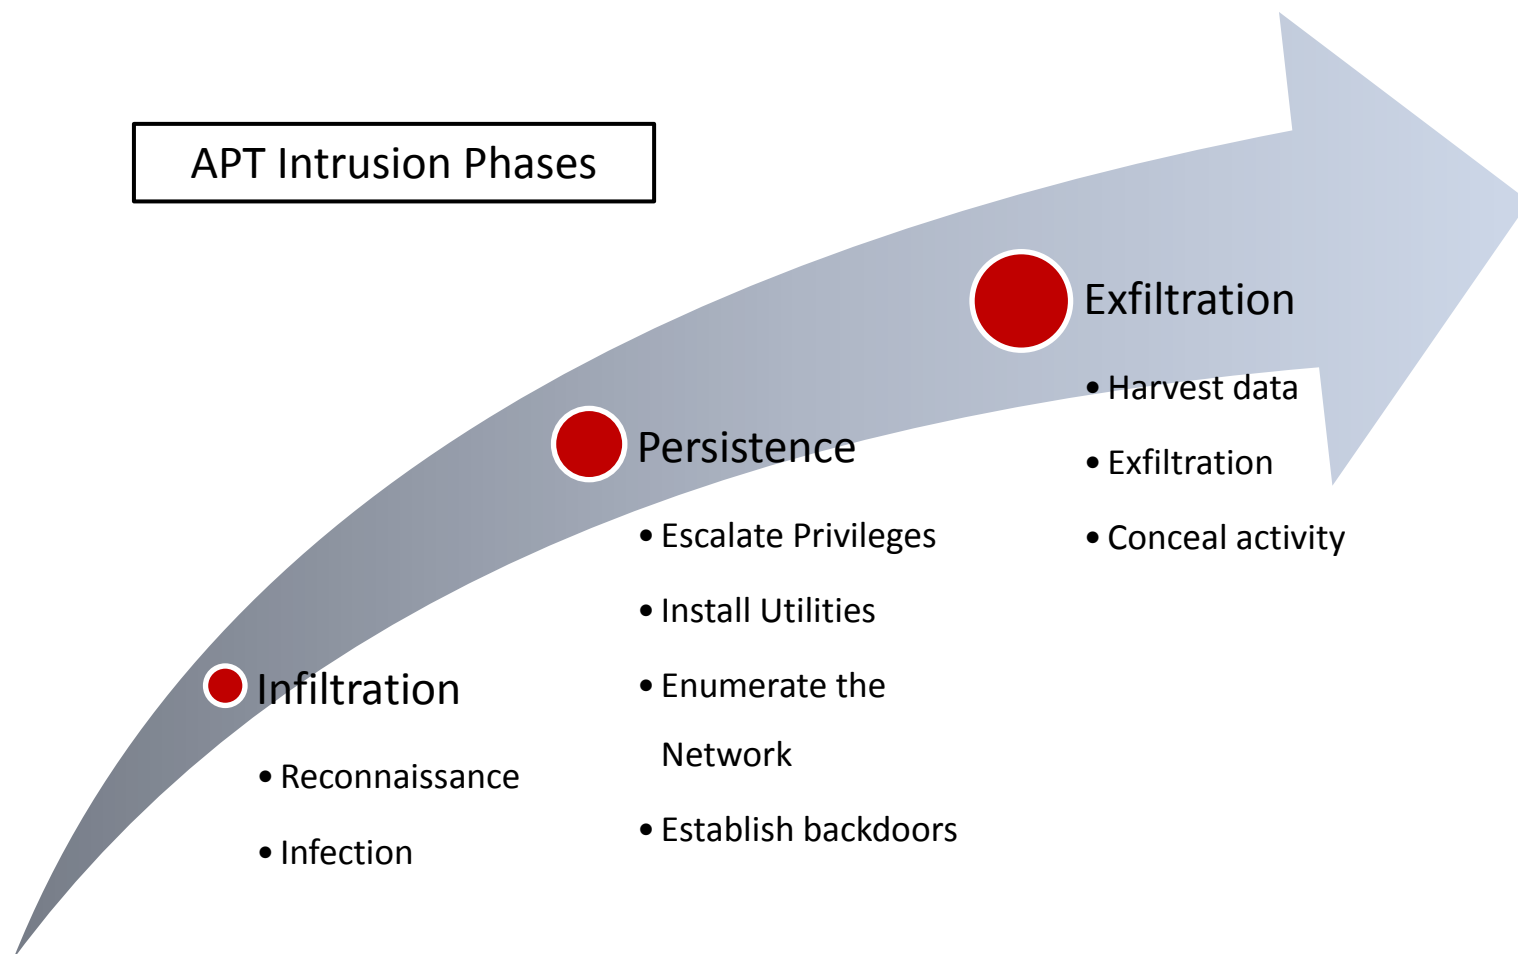 APT Intrusion Phases
Infiltration
• Reconnaissance
• Infection
Persistence
• Escalate Privileges
• Install Utilities
• Enumerate the
Network
• Establish backdoors
Exfiltration
• Harvest data
• Exfiltration
• Conceal activity